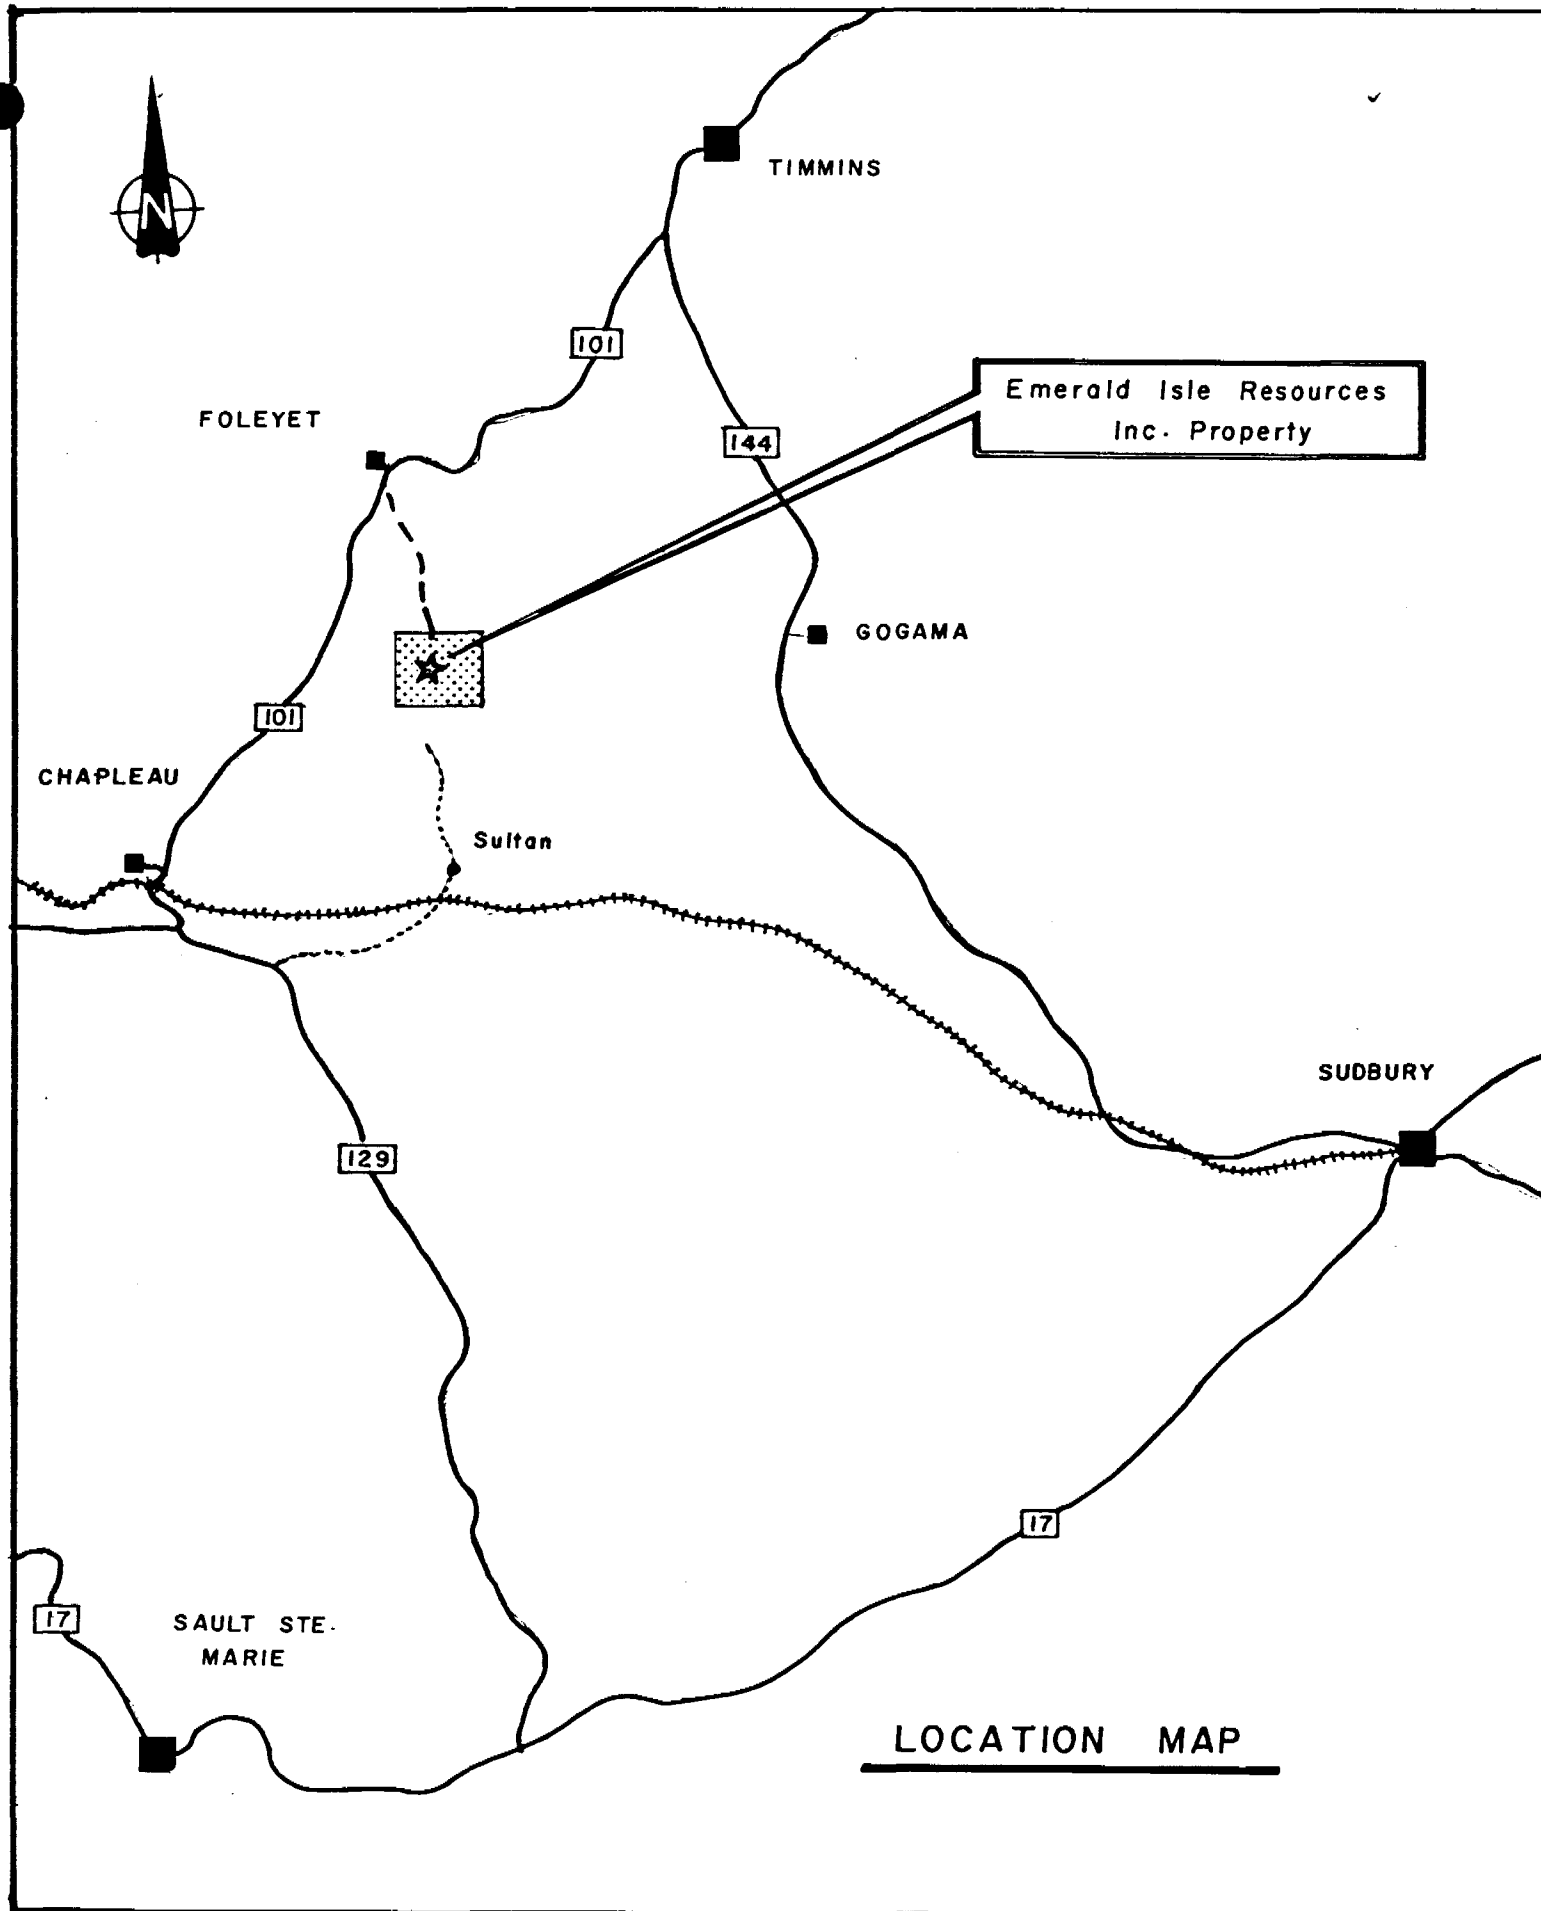 TIMMINS
N
101
Emerald Isle Resources
Inc. Property
FOLEYET
144
GOGAMA
101
CHAPLEAU
Sultan
SUDBURY
129
17
17
SAULT STE.
MARIE
LOCATION MAP